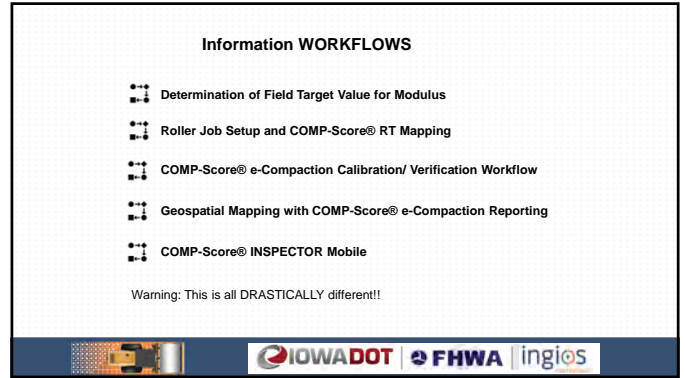 Information WORKFLOWS
Determination of Field Target Value for Modulus
Roller Job Setup and COMP-Score® RT Mapping
COMP-Score® e-Compaction Calibration/ Verification Workflow
Geospatial Mapping with COMP-Score® e-Compaction Reporting
COMP-Score® INSPECTOR Mobile
Warning: This is all DRASTICALLY different!!
IOWADOT FHWA ingios